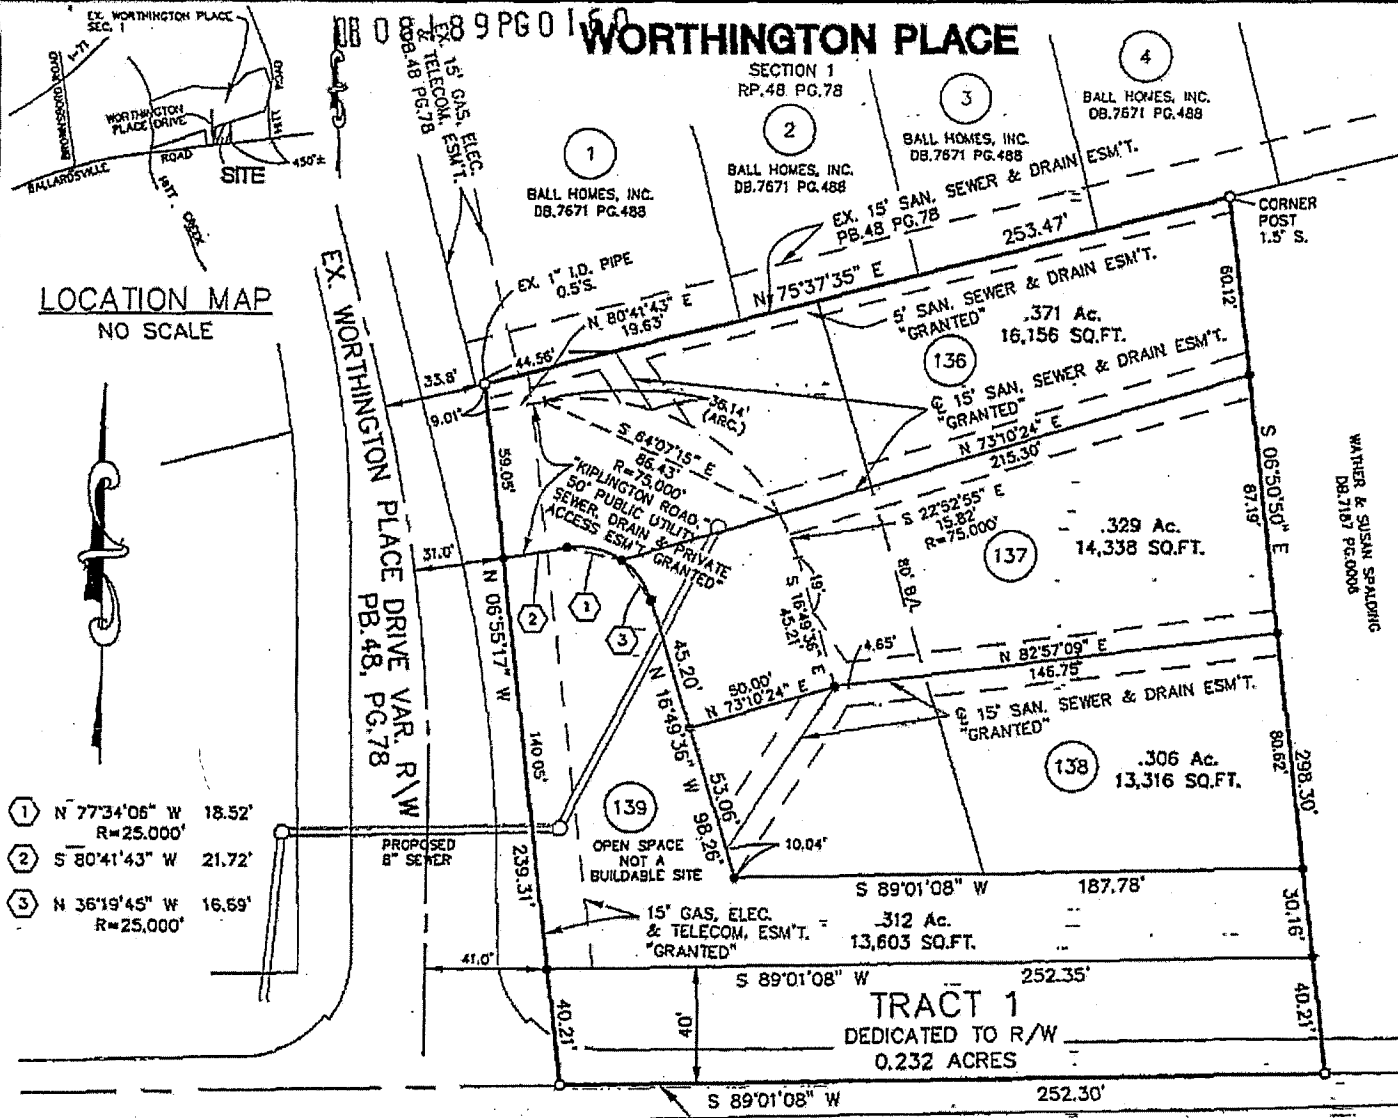 DB 08189PG0160
WORTHINGTON PLACE
SECTION 1
RP.48 PG.78
EX. WORTHINGTON PLACE
SEC. 1
I-71
BROWNSBORO ROAD
WORTHINGTON
PLACE DRIVE
ROAD
HITT
BALLARDSVILLE
ROAD
SITE
450'±
HITT CREEK
LOCATION MAP
NO SCALE
EX. 15' GAS, ELEC.
& TELECOM. ESM'T.
DB.48 PG.78
1
BALL HOMES, INC.
DB.7671 PG.488
2
BALL HOMES, INC.
DB.7671 PG.488
3
BALL HOMES, INC.
DB.7671 PG.488
4
BALL HOMES, INC.
DB.7671 PG.488
EX. 15' SAN. SEWER & DRAIN ESM'T.
PB.48 PG.78
CORNER
POST
1.5' S.
EX. 1" I.D. PIPE
0.5'S.
N 80°41'43" E
19.63'
N 75°37'35" E
253.47'
5' SAN. SEWER & DRAIN ESM'T.
"GRANTED"
.371 Ac.
16,156 SQ.FT.
136
60.12'
44.56'
33.8'
9.01'
36.14'
(ARC.)
℄ 15' SAN. SEWER & DRAIN ESM'T.
"GRANTED"
N 73°10'24" E
215.30'
S 64°07'15" E
86.43'
R=75.000'
"KIPLINGTON ROAD,"
50' PUBLIC UTILITY,
SEWER, DRAIN & PRIVATE
ACCESS ESM'T GRANTED"
59.05'
31.0'
S 22°52'55" E
15.82'
R=75.000'
137
.329 Ac.
14,338 SQ.FT.
S 06°50'50" E
87.19'
WATHER & SUSAN SPALDING
DB.7187 PG.0006
EX. WORTHINGTON PLACE DRIVE VAR. R\W
PB.48, PG.78
N 06°55'17" W
2
1
3
19'
S 16°49'36" E
45.21'
80' B/L
4.65'
N 82°57'09" E
146.75'
50.00'
N 73°10'24" E
45.20'
N 16°49'36" W
℄ 15' SAN. SEWER & DRAIN ESM'T.
"GRANTED"
138
.306 Ac.
13,316 SQ.FT.
80.62'
298.30'
140.05'
53.06'
98.26'
10.04'
1 N 77°34'06" W 18.52'
R=25.000'
2 S 80°41'43" W 21.72'
3 N 36°19'45" W 16.69'
R=25.000'
PROPOSED
8" SEWER
139
OPEN SPACE
NOT A
BUILDABLE SITE
S 89°01'08" W 187.78'
239.31'
15' GAS, ELEC.
& TELECOM. ESM'T.
"GRANTED"
.312 Ac.
13,603 SQ.FT.
30.16'
41.0'
S 89°01'08" W 252.35'
40.21'
40'
TRACT 1
DEDICATED TO R/W
0.232 ACRES
40.21'
S 89°01'08" W 252.30'